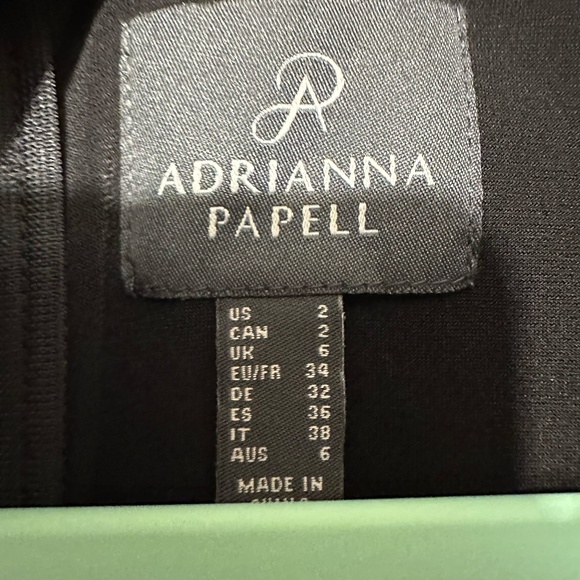 ADRIANNA
PAPELL
US 2
CAN 2
UK 6
EU/FR 34
DE 32
ES 36
IT 38
AUS 6
MADE IN